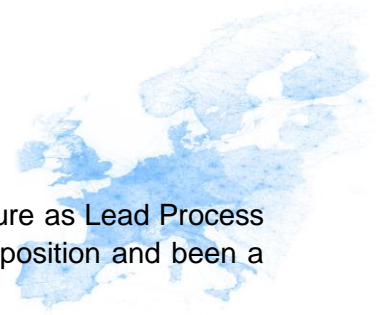 ure as Lead Process
position and been a